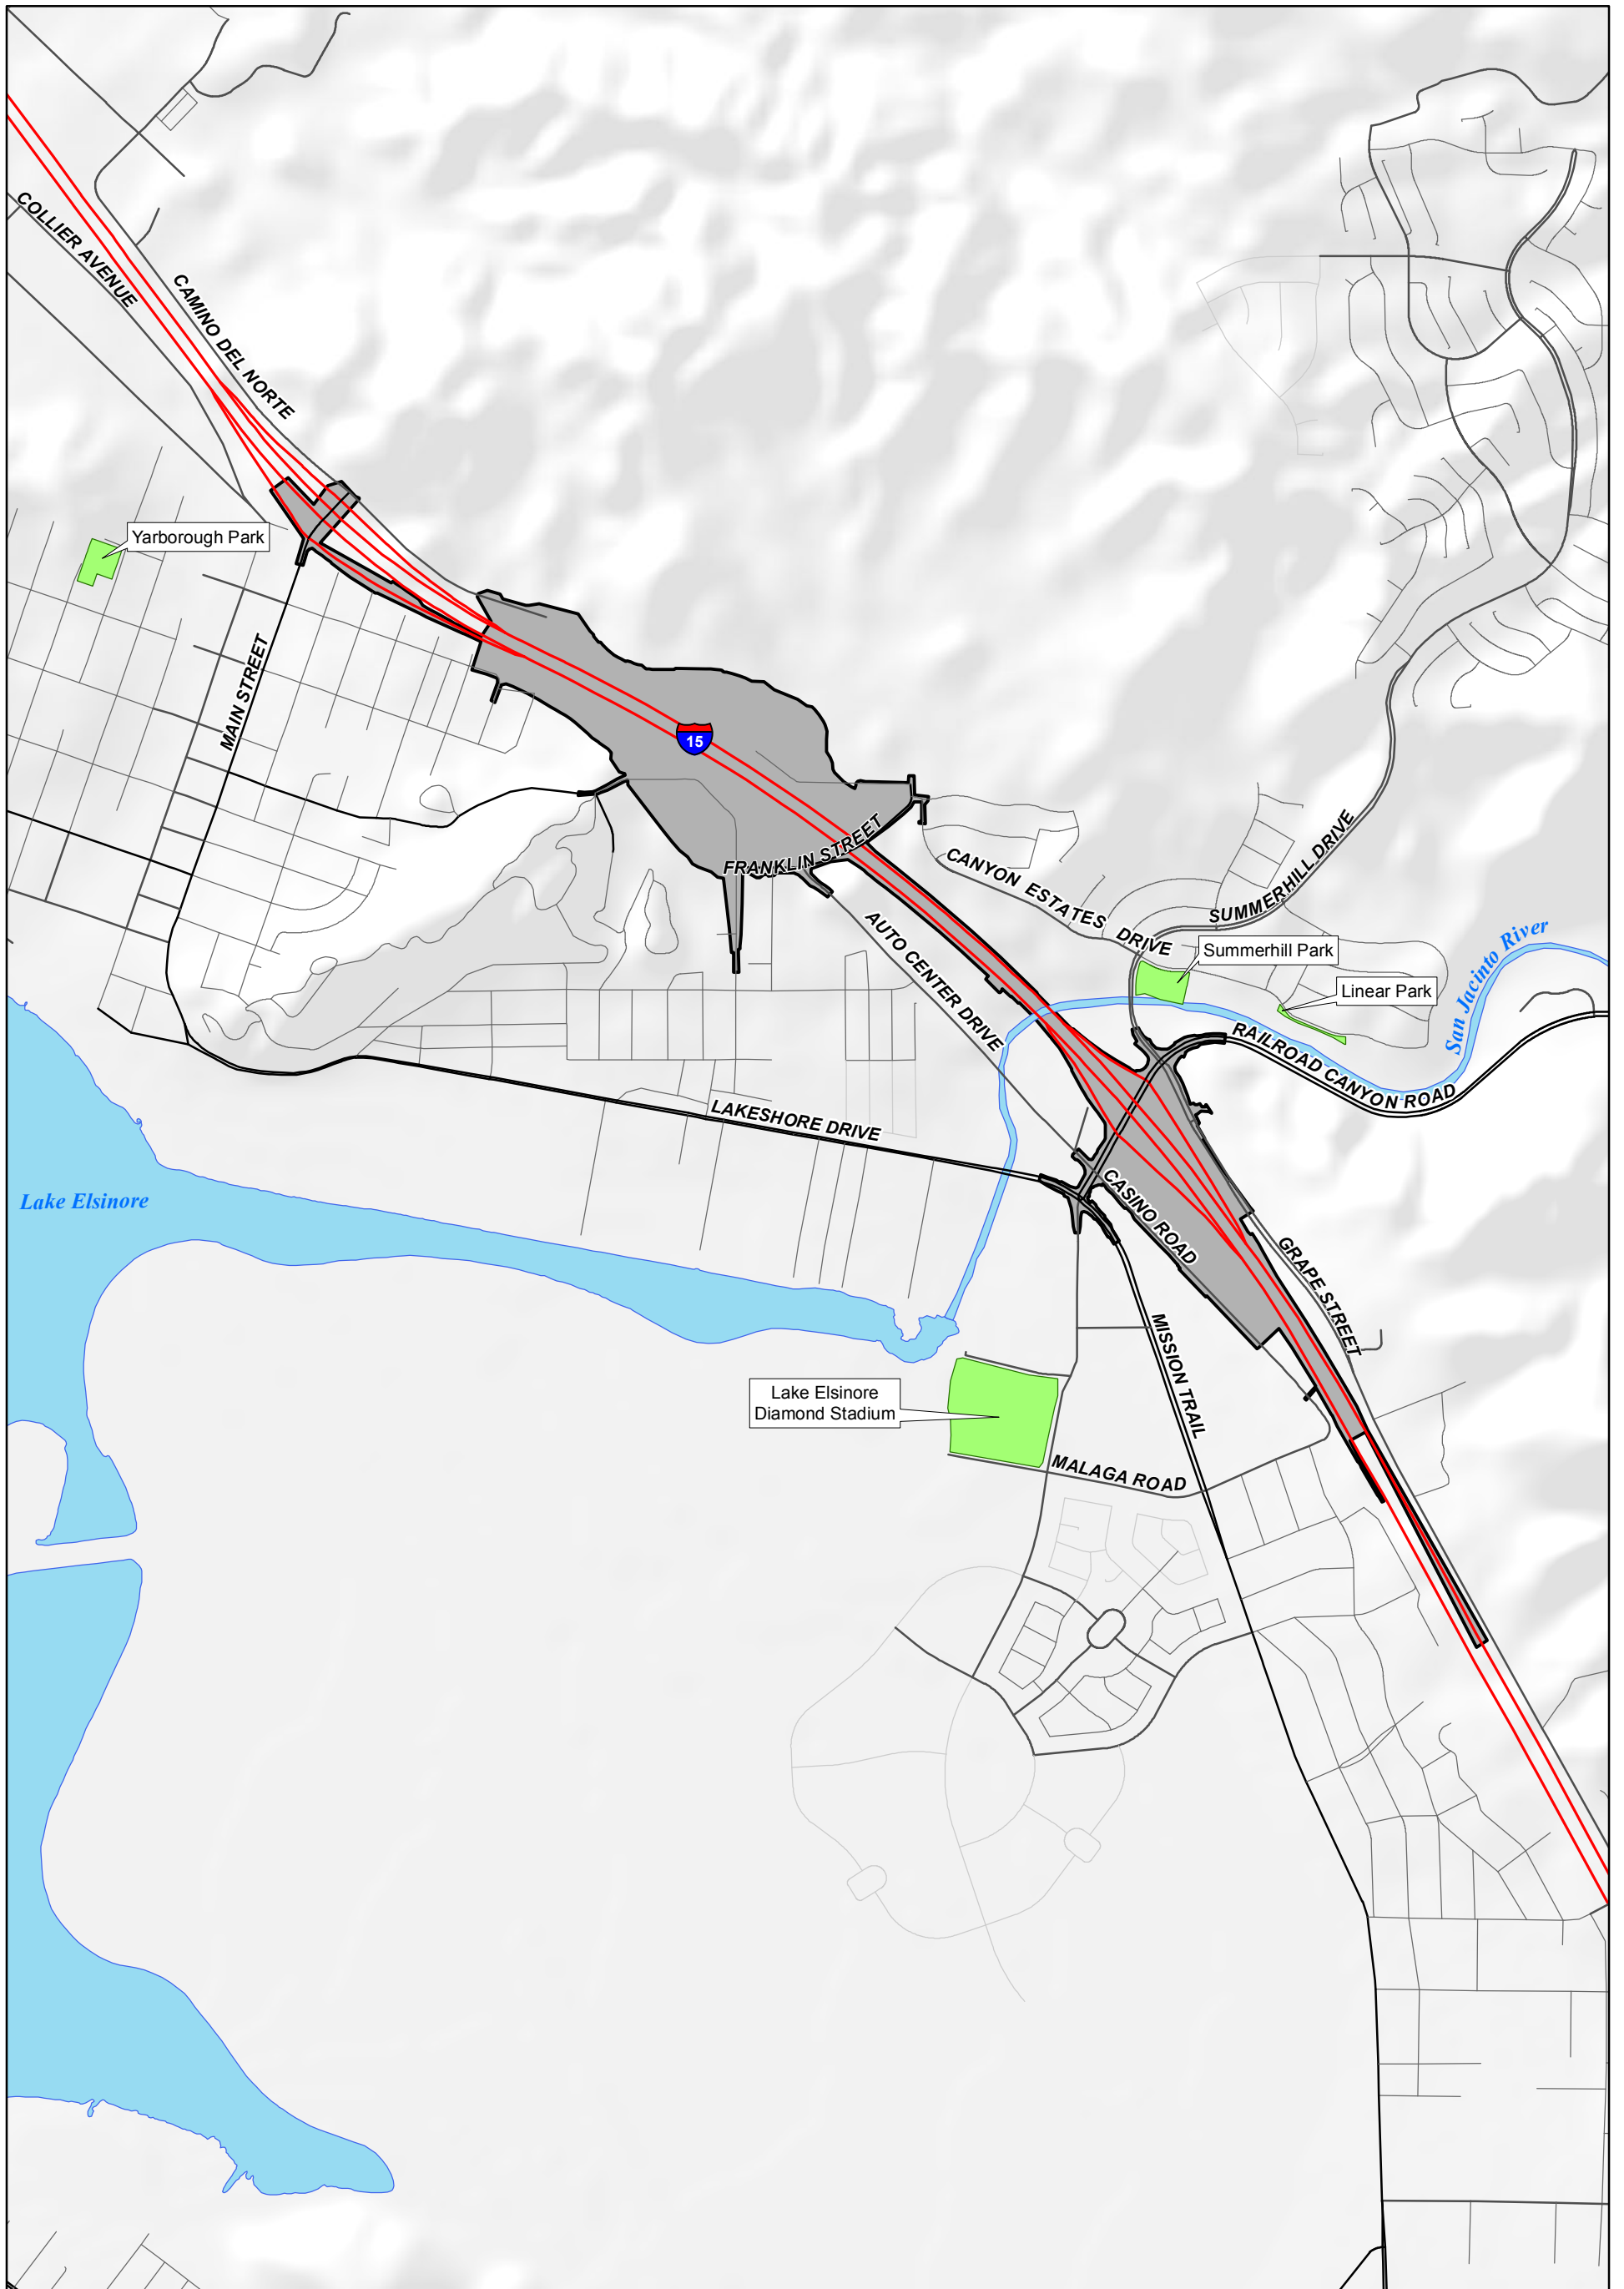 COLLIER AVENUE
CAMINO DEL NORTE
Yarborough Park
MAIN STREET
15
FRANKLIN STREET
CANYON ESTATES DRIVE
SUMMERHILL DRIVE
AUTO CENTER DRIVE
Summerhill Park
San Jacinto River
Linear Park
RAILROAD CANYON ROAD
LAKESHORE DRIVE
Lake Elsinore
CASINO ROAD
GRAPE STREET
MISSION TRAIL
Lake Elsinore
Diamond Stadium
MALAGA ROAD